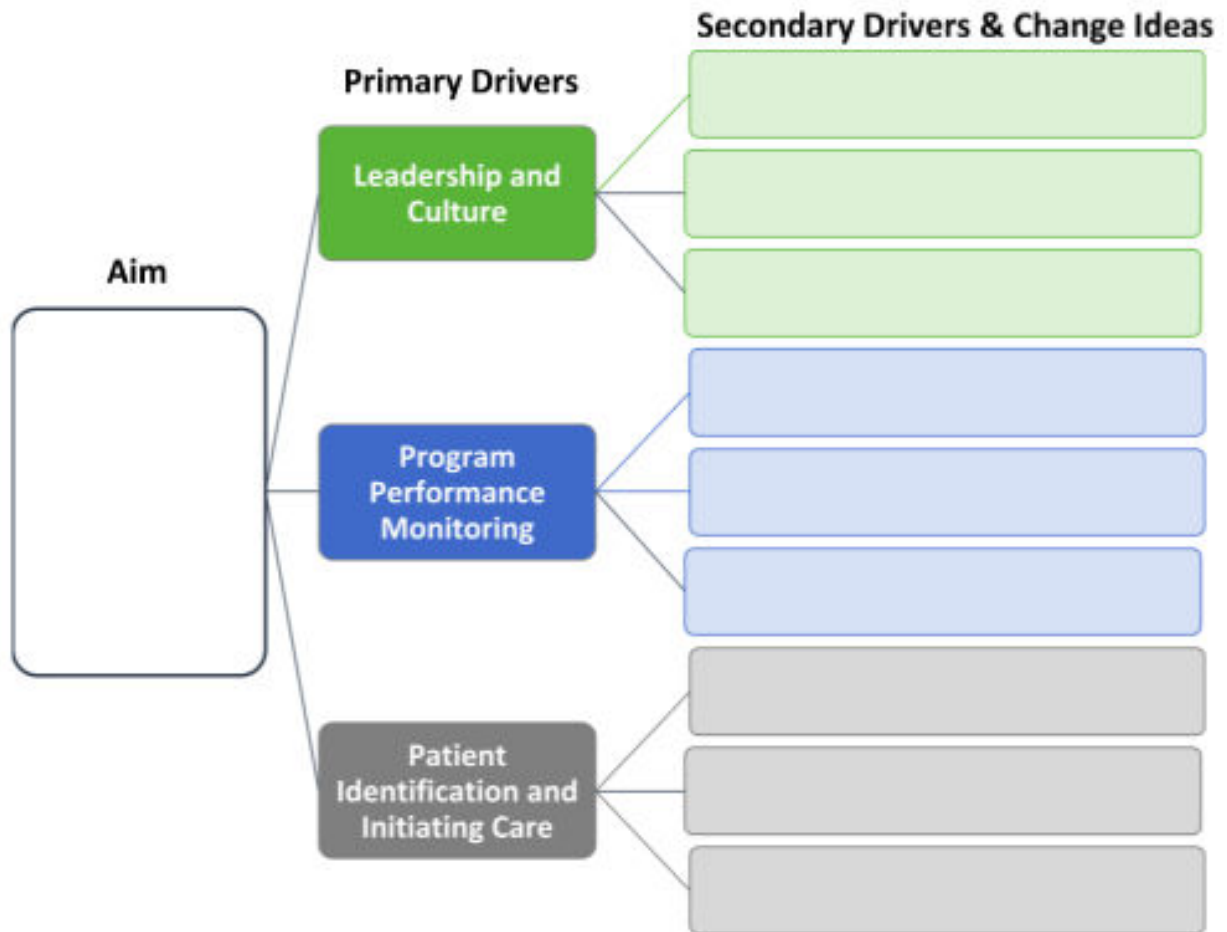 Secondary Drivers & Change Ideas
Primary Drivers
Leadership and
Culture
Aim
Program
Performance
Monitoring
Patient
Identification and
Initiating Care